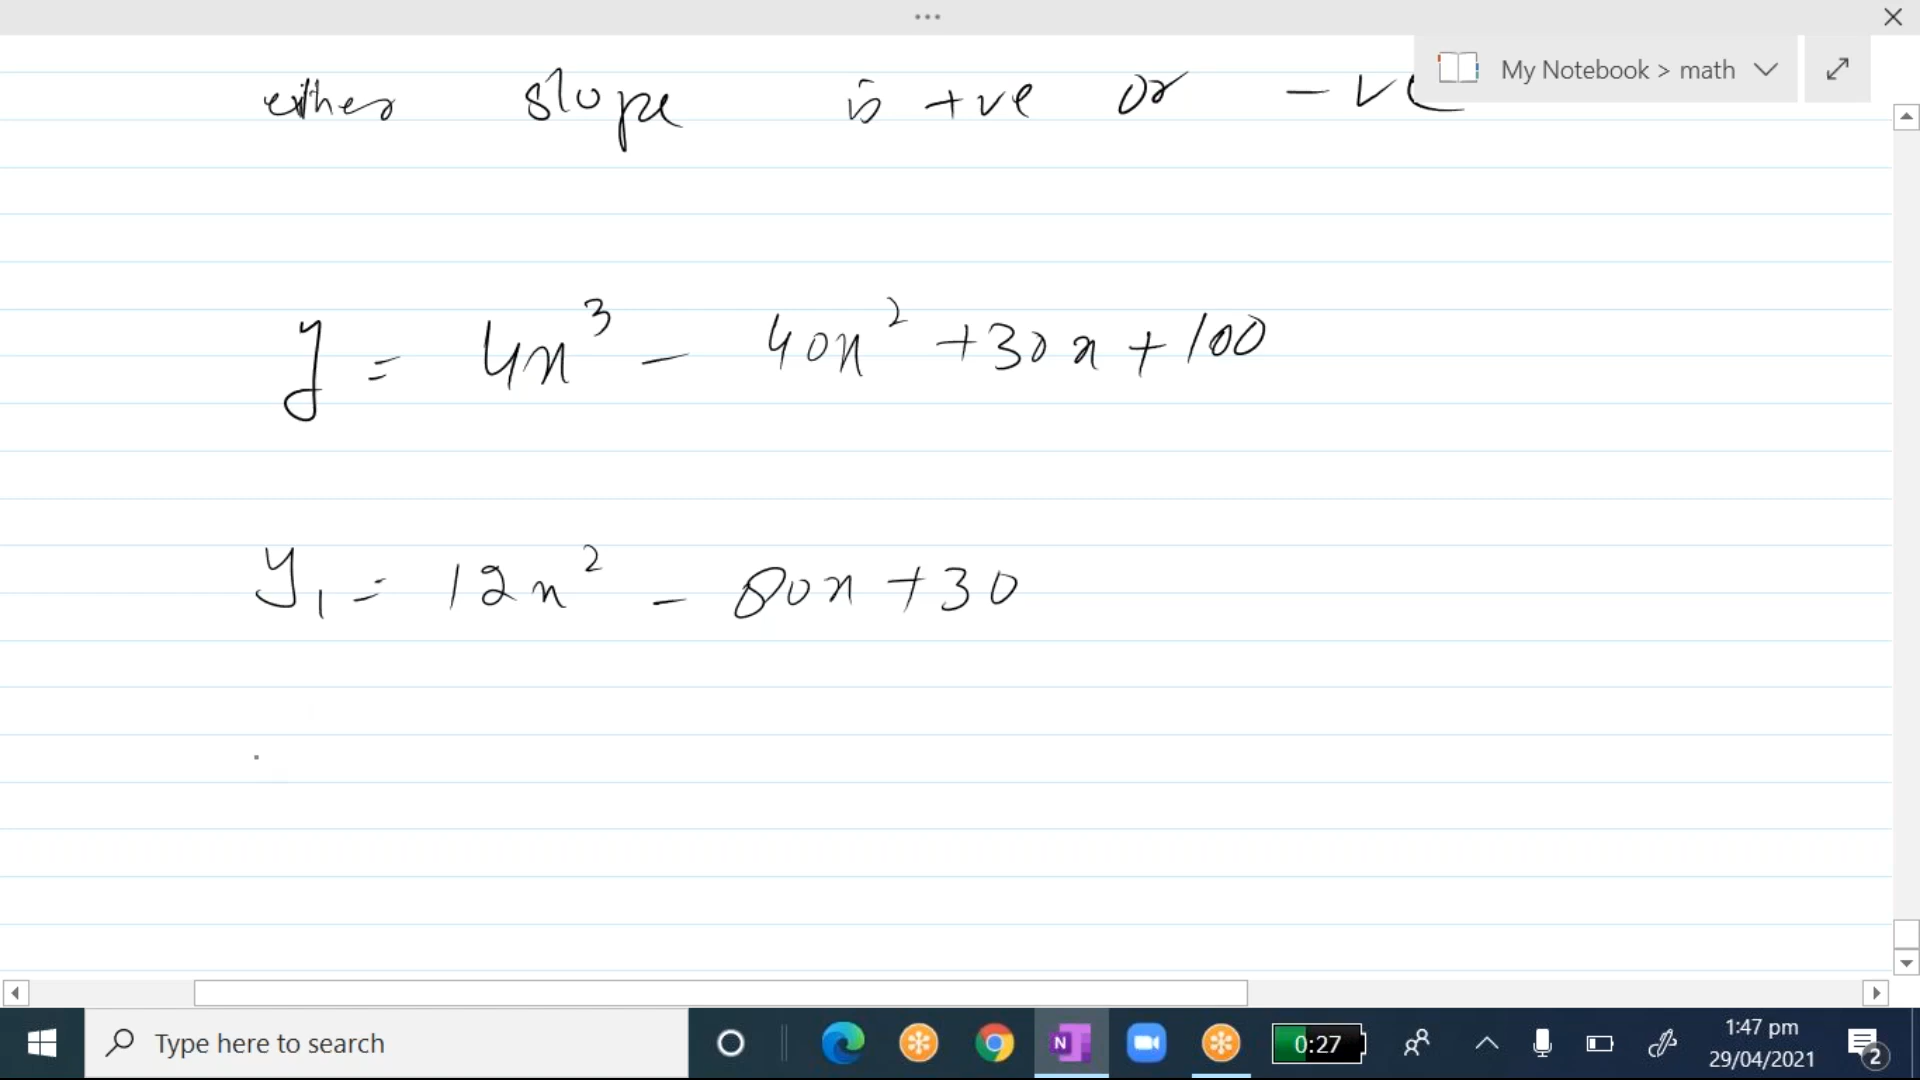 My Notebook > math
either slope is +ve or -ve
y = 4x³ - 40x² +30x + 100
y₁ = 12x² - 80x + 30
Type here to search
0:27
1:47 pm
29/04/2021
2